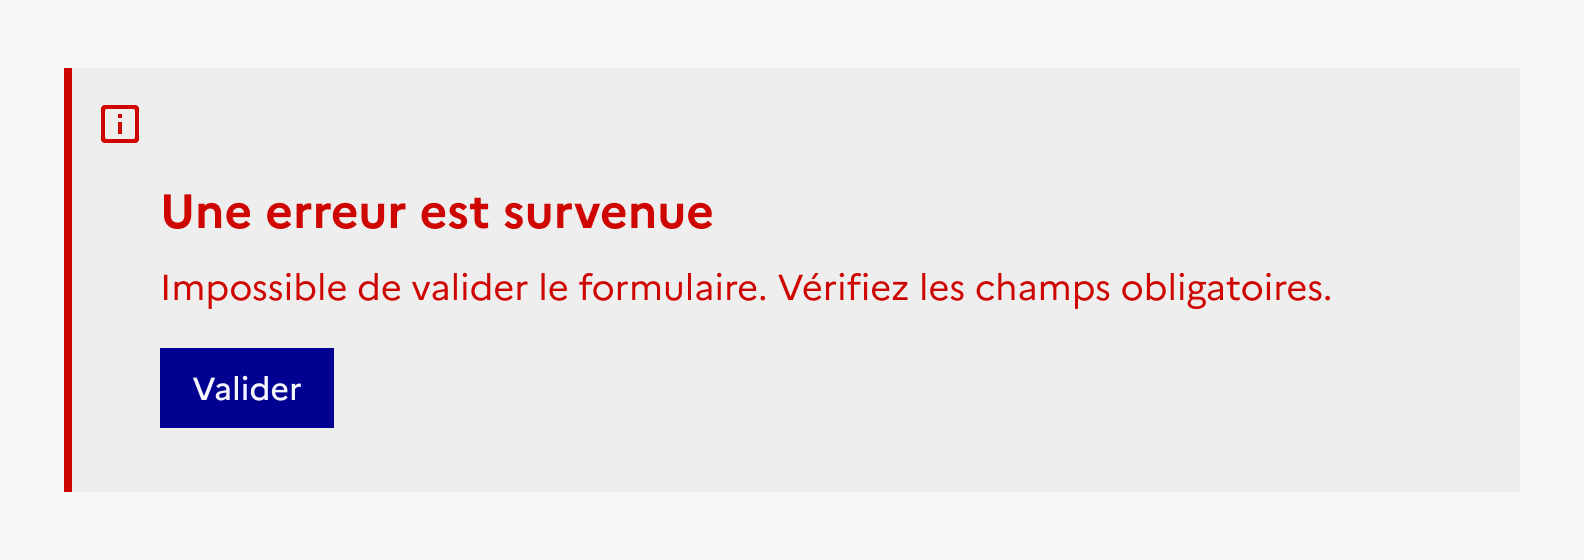 Une erreur est survenue
Impossible de valider le formulaire. Vérifiez les champs obligatoires.
Valider